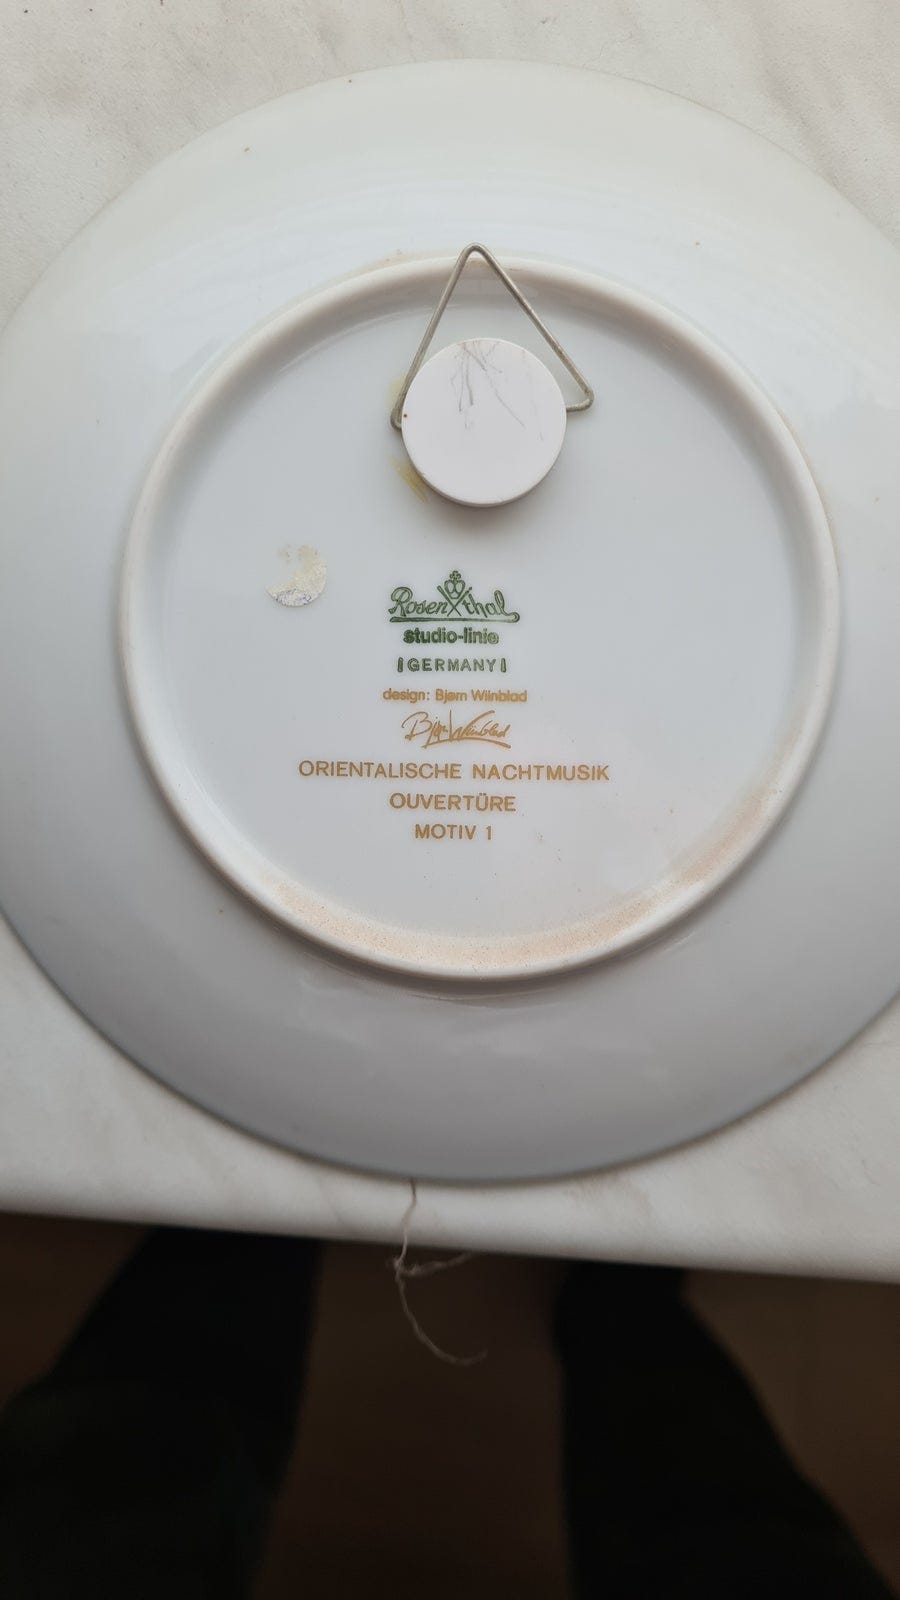 Rosenthal
studio-linie
GERMANY
design: Bjørn Wiinblad
Bjørn Wiinblad
ORIENTALISCHE NACHTMUSIK
OUVERTÜRE
MOTIV 1